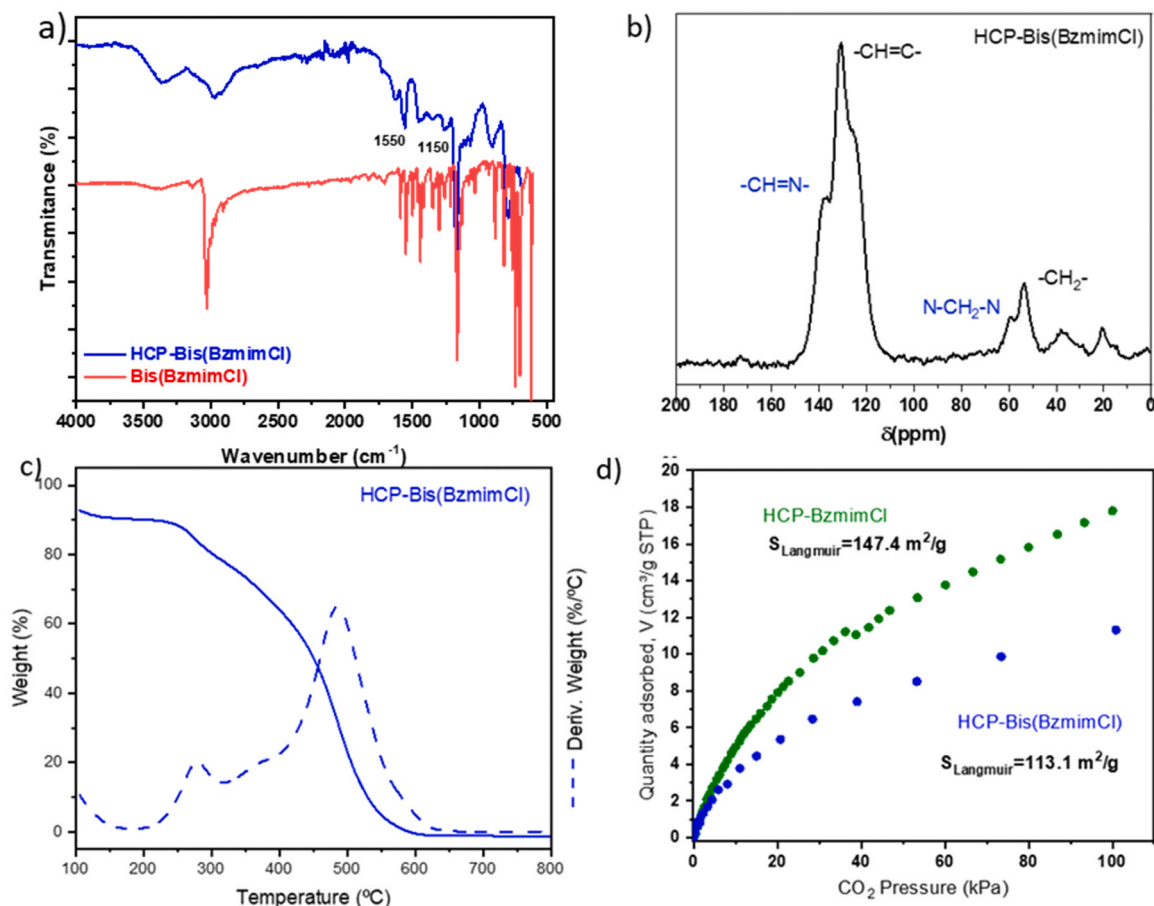 a)
Transmitance (%)
1550
1150
HCP-Bis(BzmimCl)
Bis(BzmimCl)
4000 3500 3000 2500 2000 1500 1000 500
Wavenumber (cm⁻¹)
b)
HCP-Bis(BzmimCl)
-CH=C-
-CH=N-
N-CH₂-N
-CH₂-
200 180 160 140 120 100 80 60 40 20 0
δ(ppm)
c)
HCP-Bis(BzmimCl)
Weight (%)
100
80
60
40
20
0
Deriv. Weight (%/ºC)
100 200 300 400 500 600 700 800
Temperature (ºC)
d)
Quantity adsorbed, V (cm³/g STP)
20
18
16
14
12
10
8
6
4
2
0
HCP-BzmimCl
S_Langmuir=147.4 m²/g
HCP-Bis(BzmimCl)
S_Langmuir=113.1 m²/g
0 20 40 60 80 100
CO₂ Pressure (kPa)